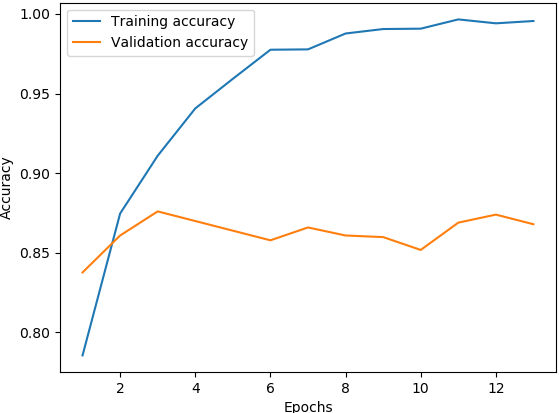 1.00
Training accuracy
Validation accuracy
0.95
0.90
Accuracy
0.85
0.80
2 4 6 8 10 12
Epochs